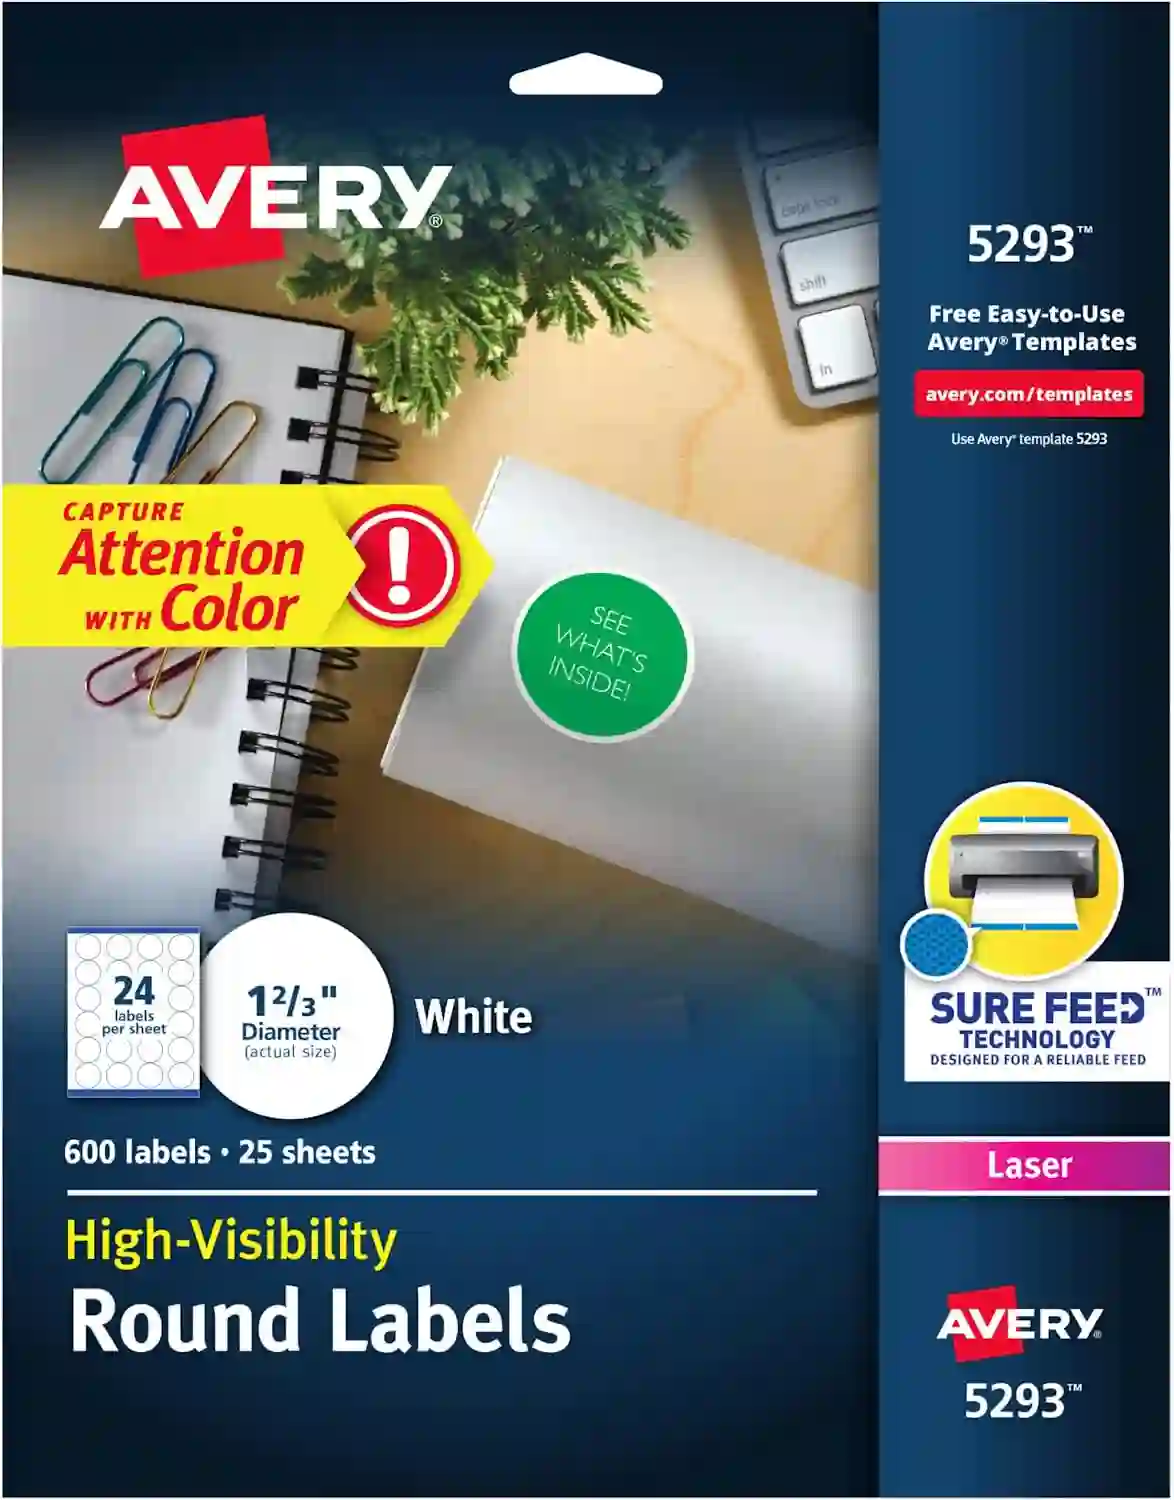 AVERY®
caps lock
shift
fn
5293™
Free Easy-to-Use
Avery® Templates
avery.com/templates
Use Avery® template 5293
CAPTURE
Attention
WITH Color
!
SEE
WHAT'S
INSIDE!
24
labels
per sheet
1 2/3"
Diameter
(actual size)
White
600 labels • 25 sheets
High-Visibility
Round Labels
SURE FEED™
TECHNOLOGY
DESIGNED FOR A RELIABLE FEED
Laser
AVERY®
5293™